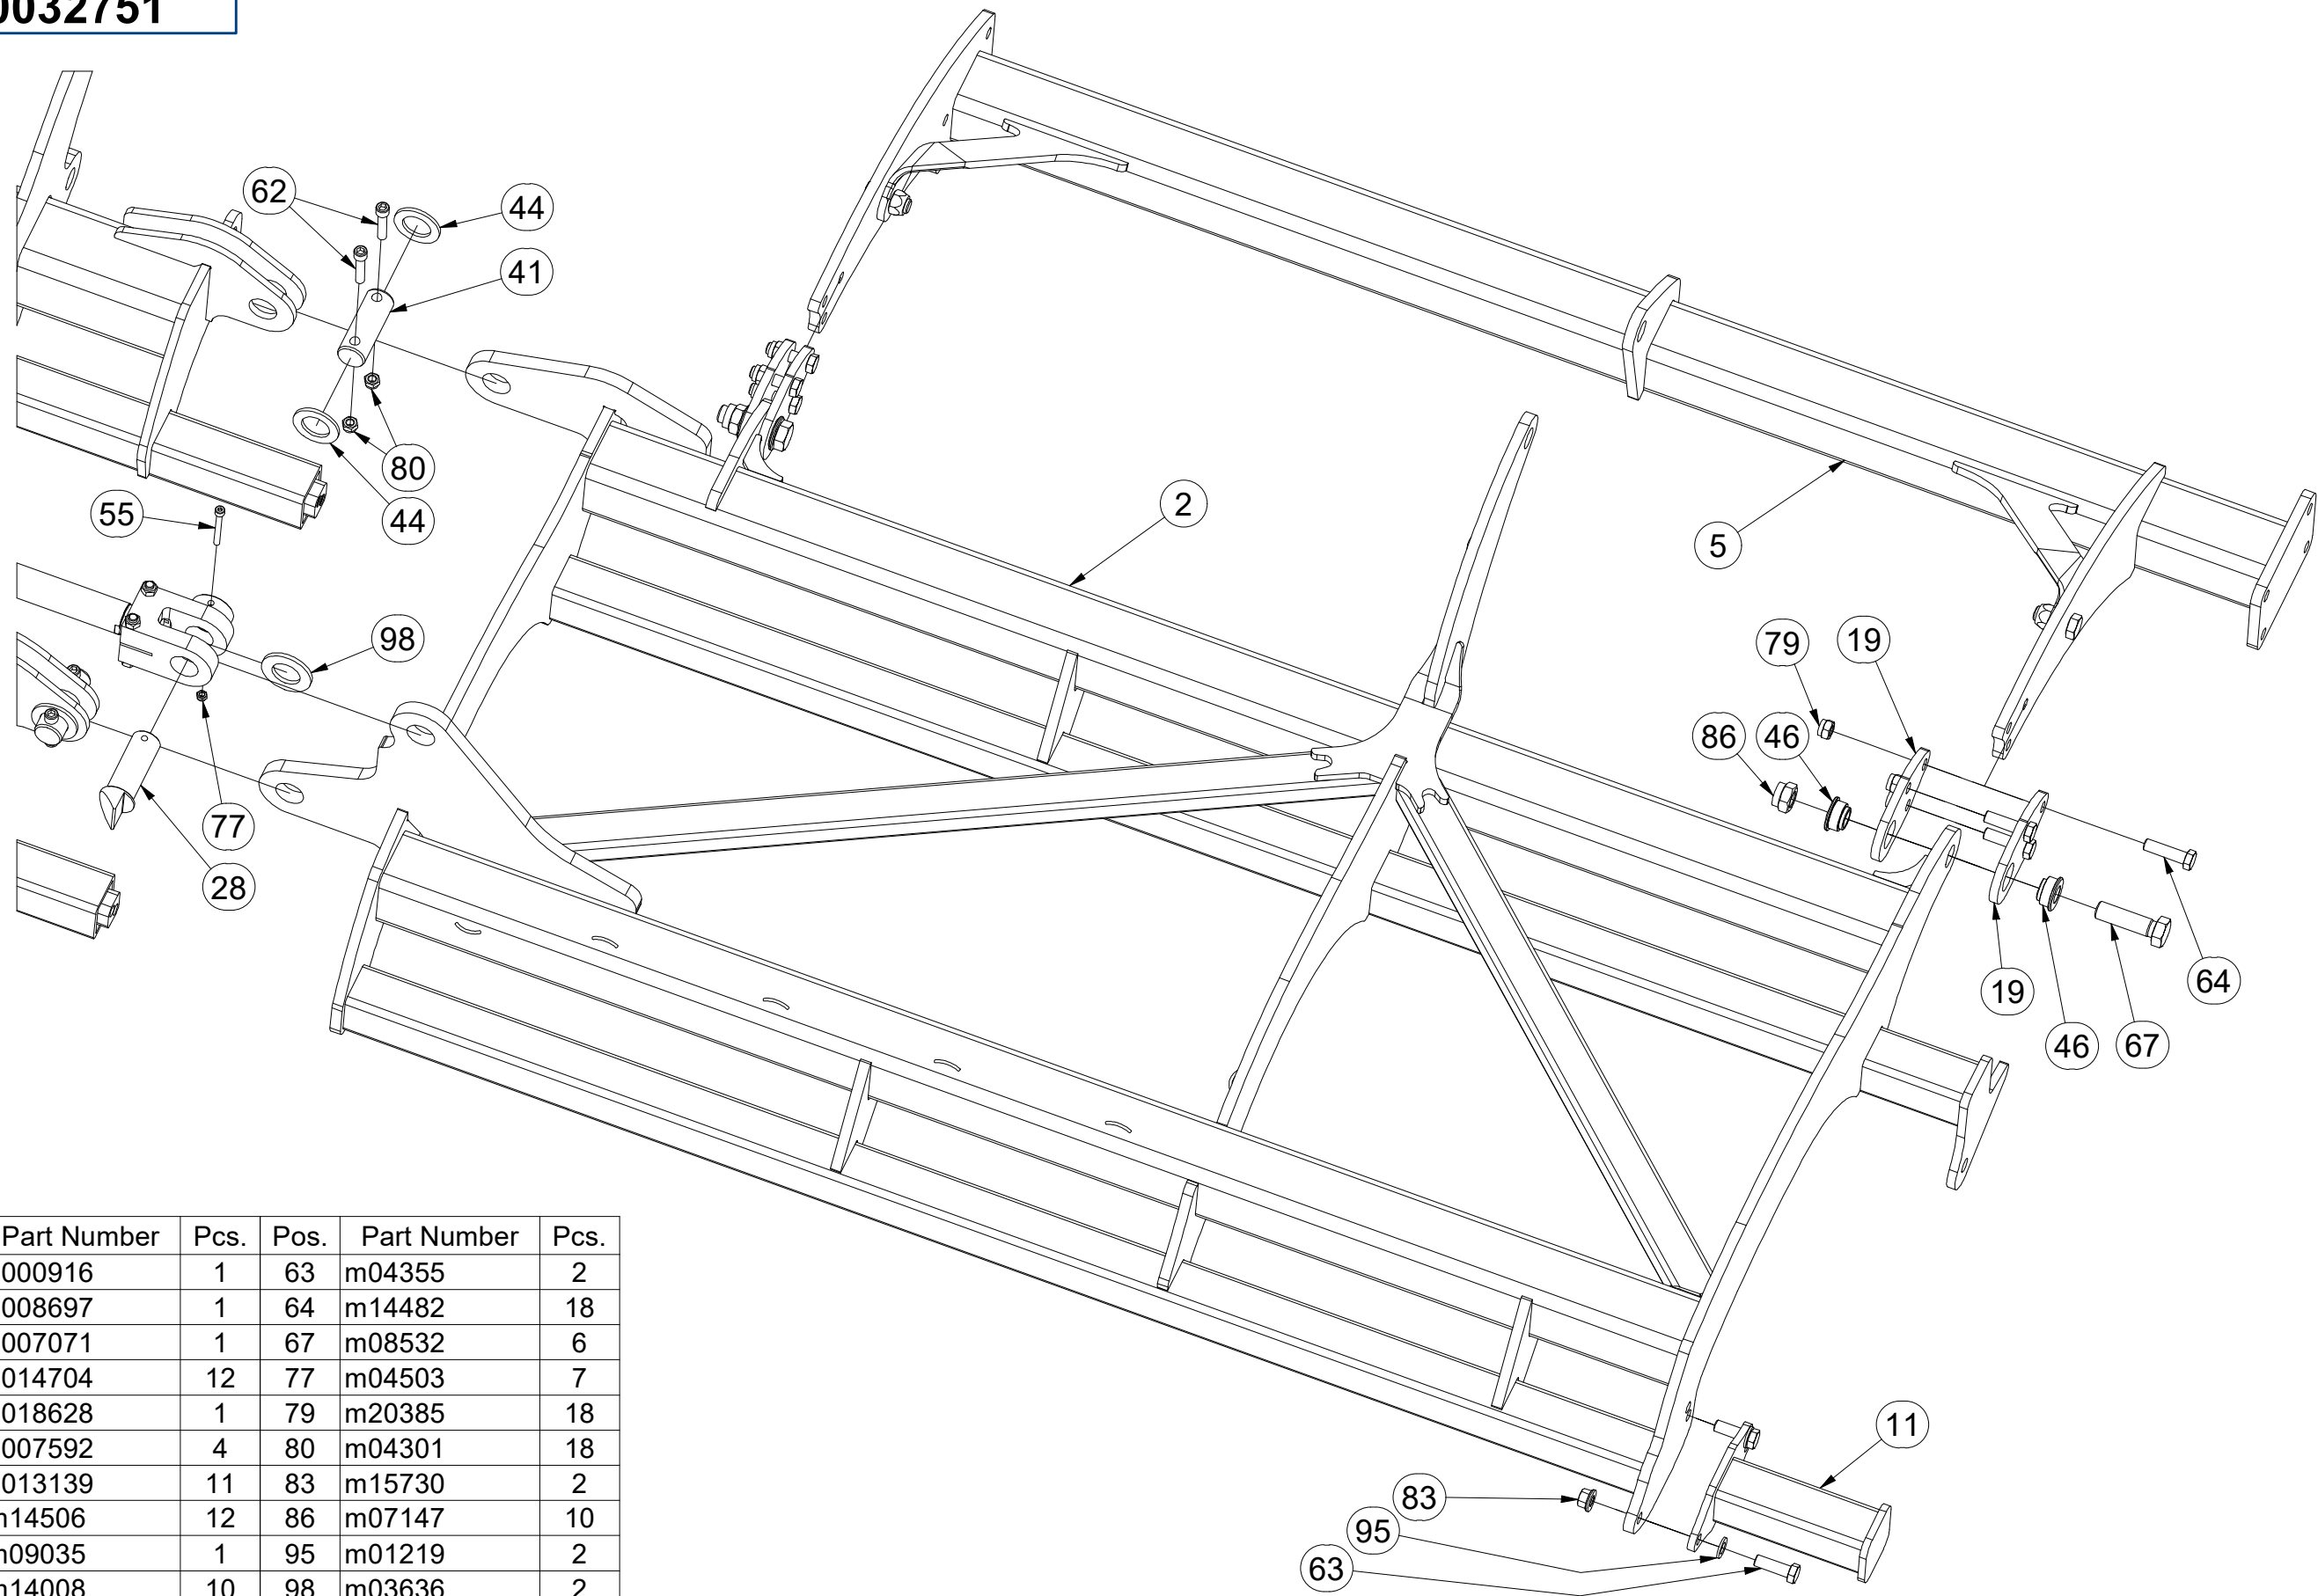 0032751
62
44
41
80
44
2
5
55
98
79
19
86
46
77
28
64
19
46
67
11
83
95
63
Part Number Pcs. Pos. Part Number Pcs.
000916 1 63 m04355 2
008697 1 64 m14482 18
007071 1 67 m08532 6
014704 12 77 m04503 7
018628 1 79 m20385 18
007592 4 80 m04301 18
013139 11 83 m15730 2
14506 12 86 m07147 10
09035 1 95 m01219 2
14008 10 98 m03636 2